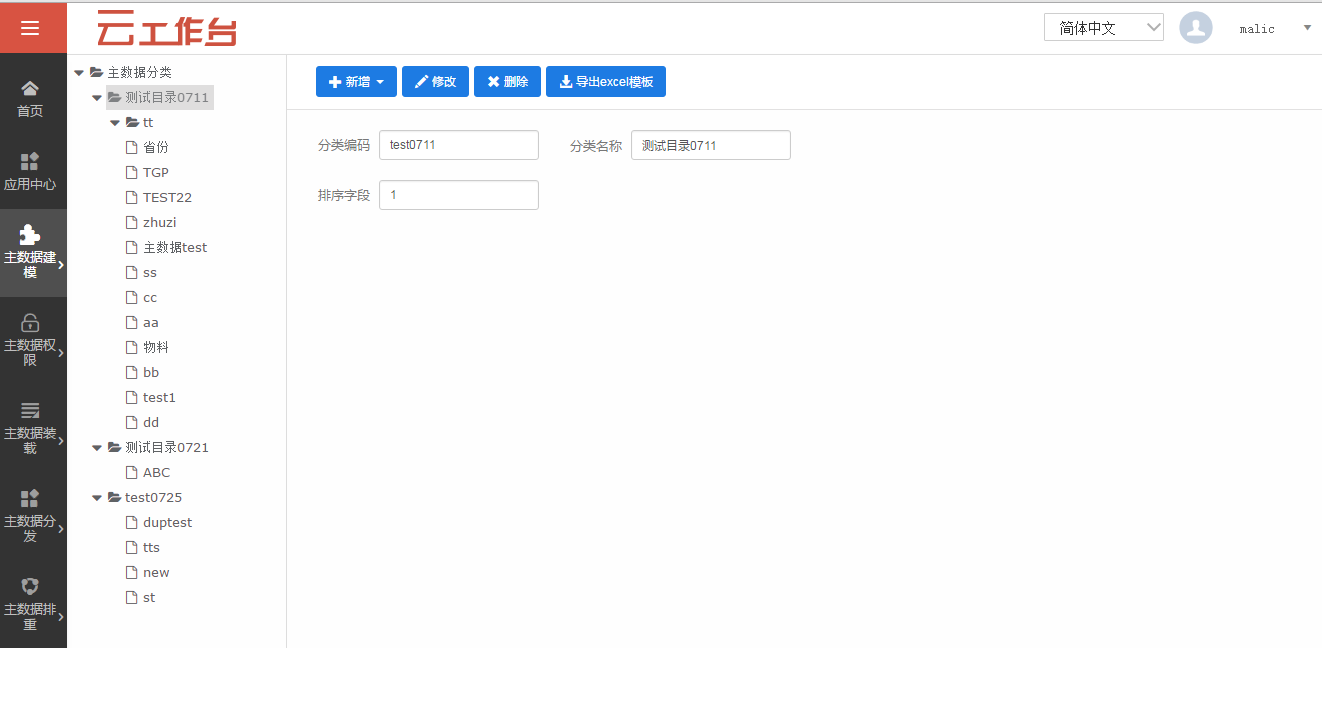 云工作台
简体中文
malic
首页
应用中心
主数据建
模
主数据权
限
主数据装
载
主数据分
发
主数据排
重
主数据分类
测试目录0711
tt
省份
TGP
TEST22
zhuzi
主数据test
ss
cc
aa
物料
bb
test1
dd
测试目录0721
ABC
test0725
duptest
tts
new
st
新增
修改
删除
导出excel模板
分类编码 test0711
分类名称 测试目录0711
排序字段 1